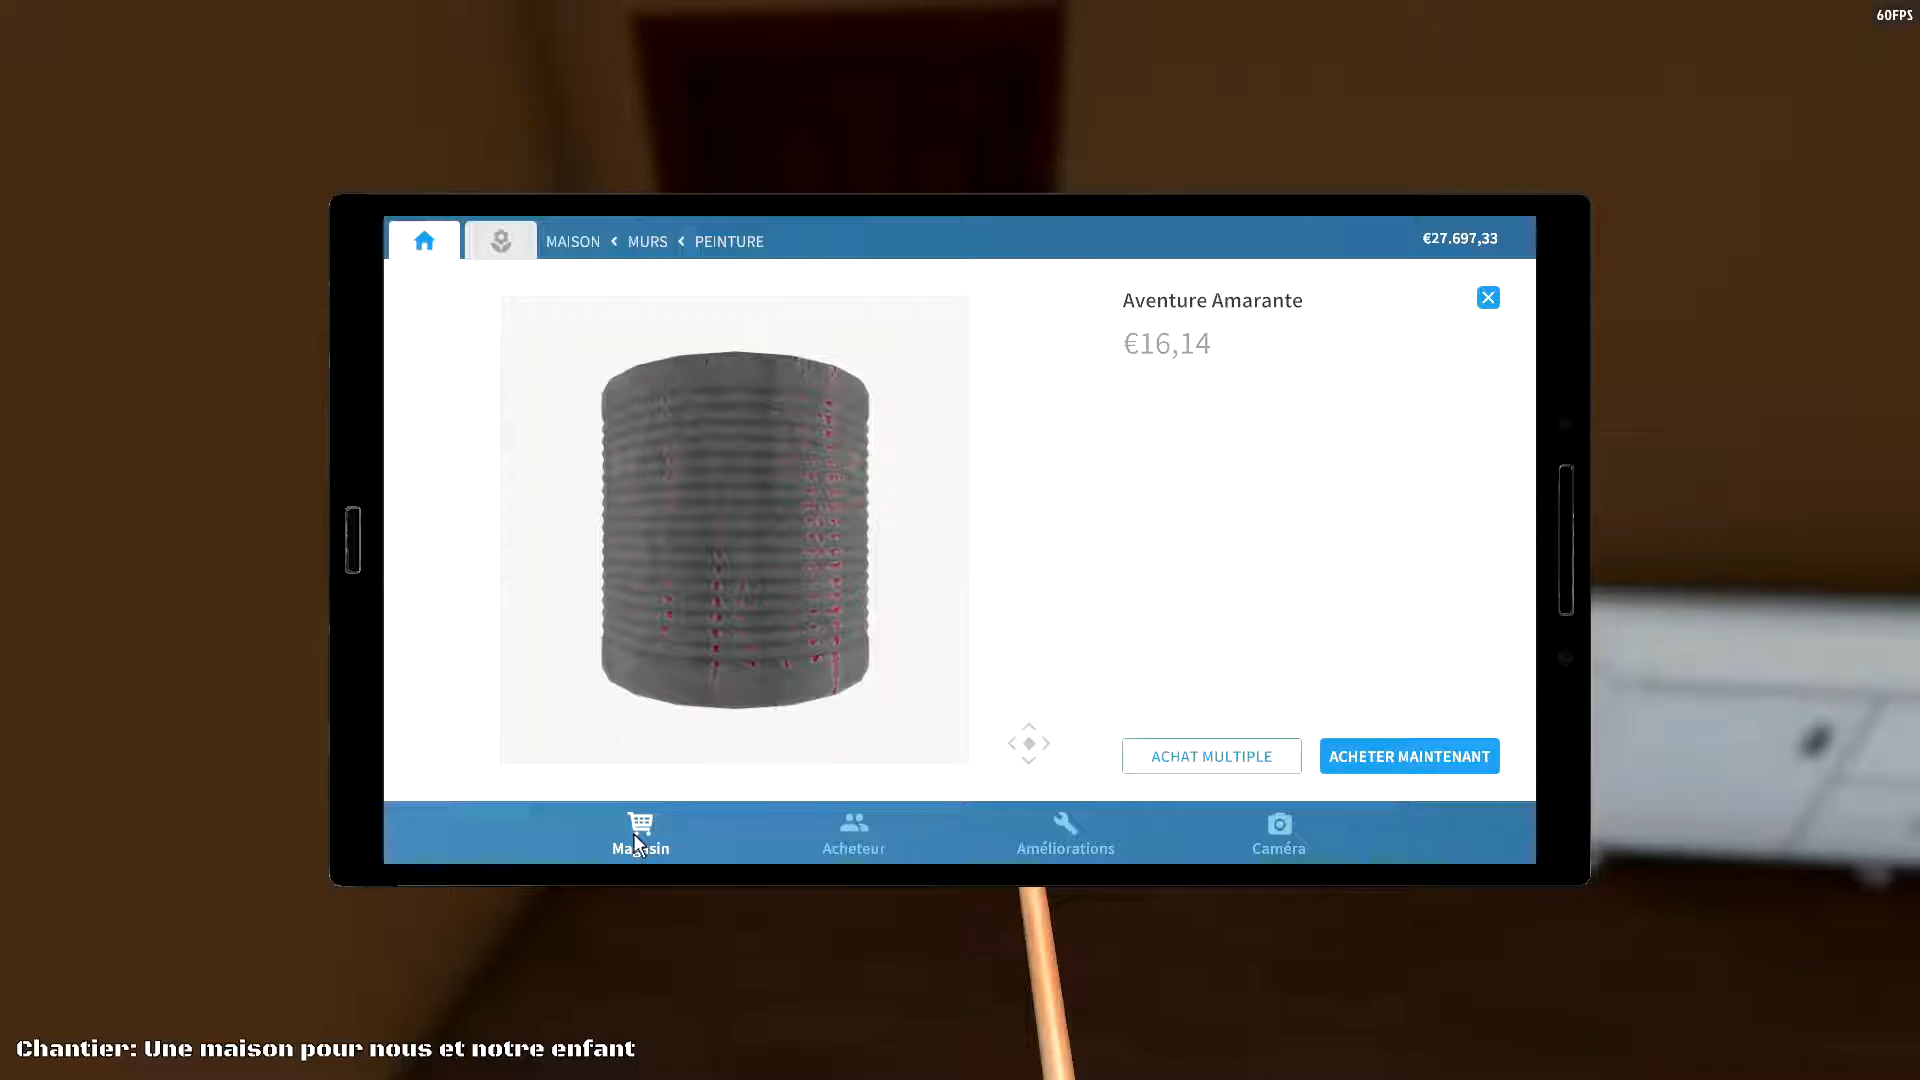 60FPS
MAISON < MURS < PEINTURE
€27.697,33
Aventure Amarante
€16,14
ACHAT MULTIPLE
ACHETER MAINTENANT
Magasin
Acheteur
Améliorations
Caméra
Chantier: Une maison pour nous et notre enfant